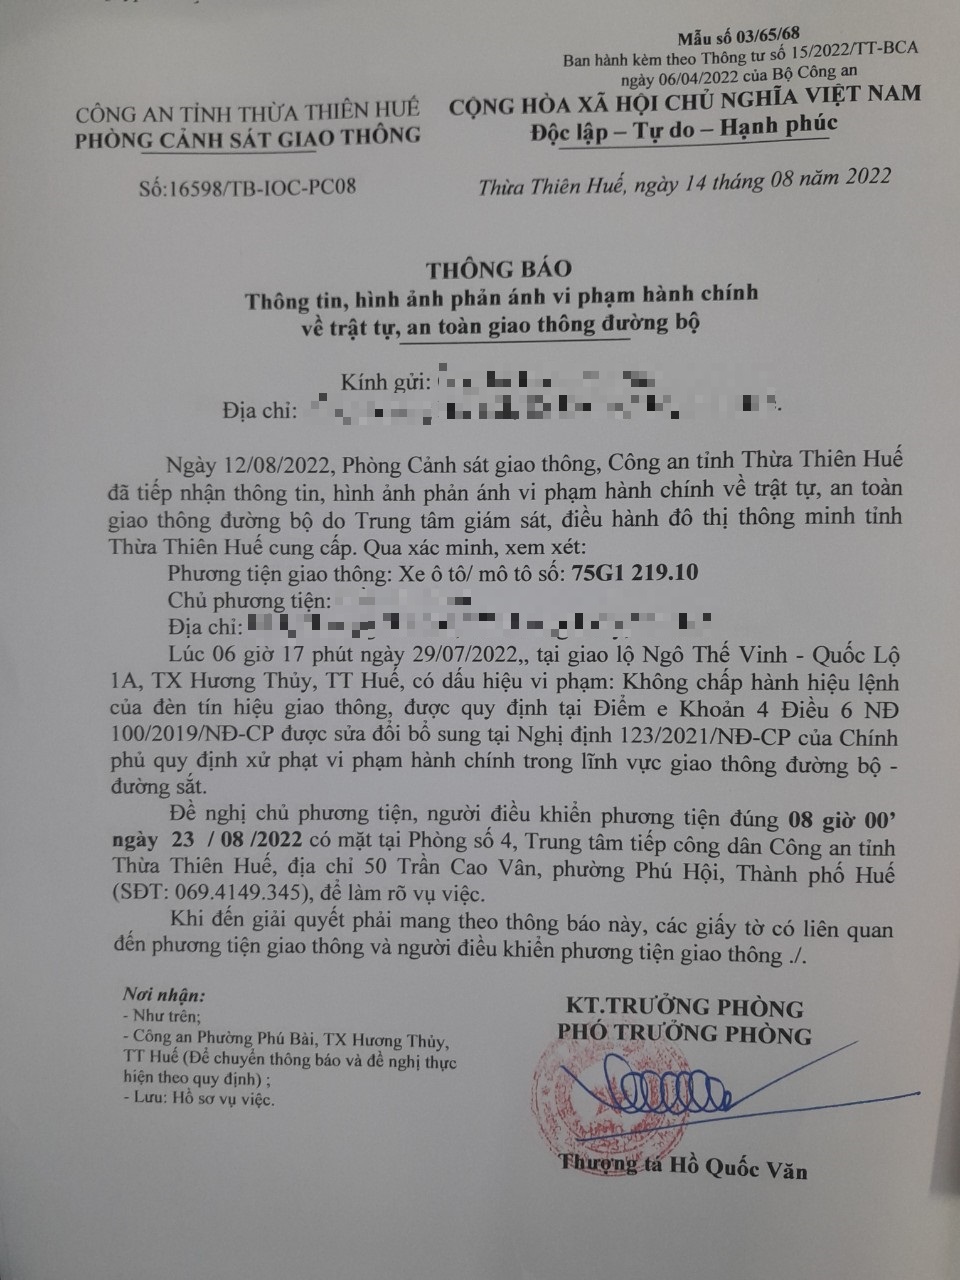 Mẫu số 03/65/68
Ban hành kèm theo Thông tư số 15/2022/TT-BCA
ngày 06/04/2022 của Bộ Công an
CÔNG AN TỈNH THỪA THIÊN HUẾ
PHÒNG CẢNH SÁT GIAO THÔNG
CỘNG HÒA XÃ HỘI CHỦ NGHĨA VIỆT NAM
Độc lập – Tự do – Hạnh phúc
Số:16598/TB-IOC-PC08
Thừa Thiên Huế, ngày 14 tháng 08 năm 2022
THÔNG BÁO
Thông tin, hình ảnh phản ánh vi phạm hành chính
về trật tự, an toàn giao thông đường bộ
Kính gửi:
Địa chỉ:
Ngày 12/08/2022, Phòng Cảnh sát giao thông, Công an tỉnh Thừa Thiên Huế
đã tiếp nhận thông tin, hình ảnh phản ánh vi phạm hành chính về trật tự, an toàn
giao thông đường bộ do Trung tâm giám sát, điều hành đô thị thông minh tỉnh
Thừa Thiên Huế cung cấp. Qua xác minh, xem xét:
Phương tiện giao thông: Xe ô tô/ mô tô số: 75G1 219.10
Chủ phương tiện:
Địa chỉ:
Lúc 06 giờ 17 phút ngày 29/07/2022,, tại giao lộ Ngô Thế Vinh - Quốc Lộ
1A, TX Hương Thủy, TT Huế, có dấu hiệu vi phạm: Không chấp hành hiệu lệnh
của đèn tín hiệu giao thông, được quy định tại Điểm e Khoản 4 Điều 6 NĐ
100/2019/NĐ-CP được sửa đổi bổ sung tại Nghị định 123/2021/NĐ-CP của Chính
phủ quy định xử phạt vi phạm hành chính trong lĩnh vực giao thông đường bộ -
đường sắt.
Đề nghị chủ phương tiện, người điều khiển phương tiện đúng 08 giờ 00’
ngày 23 / 08 /2022 có mặt tại Phòng số 4, Trung tâm tiếp công dân Công an tỉnh
Thừa Thiên Huế, địa chỉ 50 Trần Cao Vân, phường Phú Hội, Thành phố Huế
(SĐT: 069.4149.345), để làm rõ vụ việc.
Khi đến giải quyết phải mang theo thông báo này, các giấy tờ có liên quan
đến phương tiện giao thông và người điều khiển phương tiện giao thông ./.
Nơi nhận:
- Như trên;
- Công an Phường Phú Bài, TX Hương Thủy,
TT Huế (Để chuyển thông báo và đề nghị thực
hiện theo quy định) ;
- Lưu: Hồ sơ vụ việc.
KT.TRƯỞNG PHÒNG
PHÓ TRƯỞNG PHÒNG
Thượng tá Hồ Quốc Văn